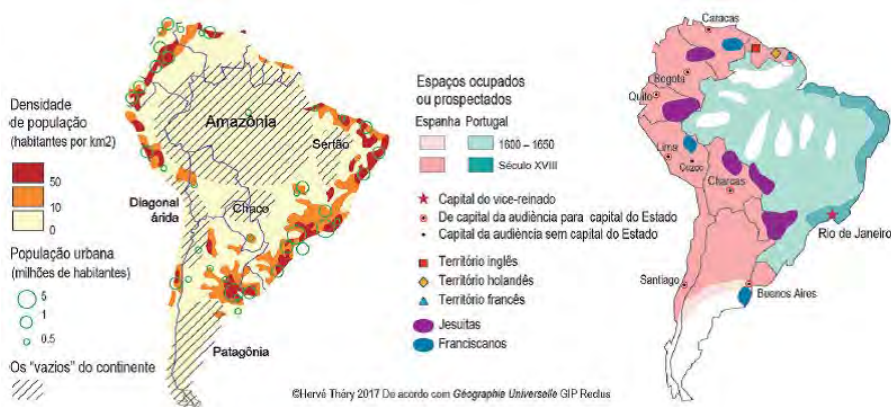 Densidade
de população
(habitantes por km2)
50
10
0
População urbana
(milhões de habitantes)
5
1
0.5
Os "vazios" do continente
Amazônia
Sertão
Diagonal
árida
Chaco
Patagônia
Espaços ocupados
ou prospectados
Espanha Portugal
1600 – 1650
Século XVIII
Capital do vice-reinado
De capital da audiência para capital do Estado
Capital da audiência sem capital do Estado
Território inglês
Território holandês
Território francês
Jesuitas
Franciscanos
Caracas
Bogota
Quito
Lima
Cuzco
Charcas
Rio de Janeiro
Santiago
Buenos Aires
©Hervé Théry 2017 De acordo com Géographie Universelle GIP Reclus